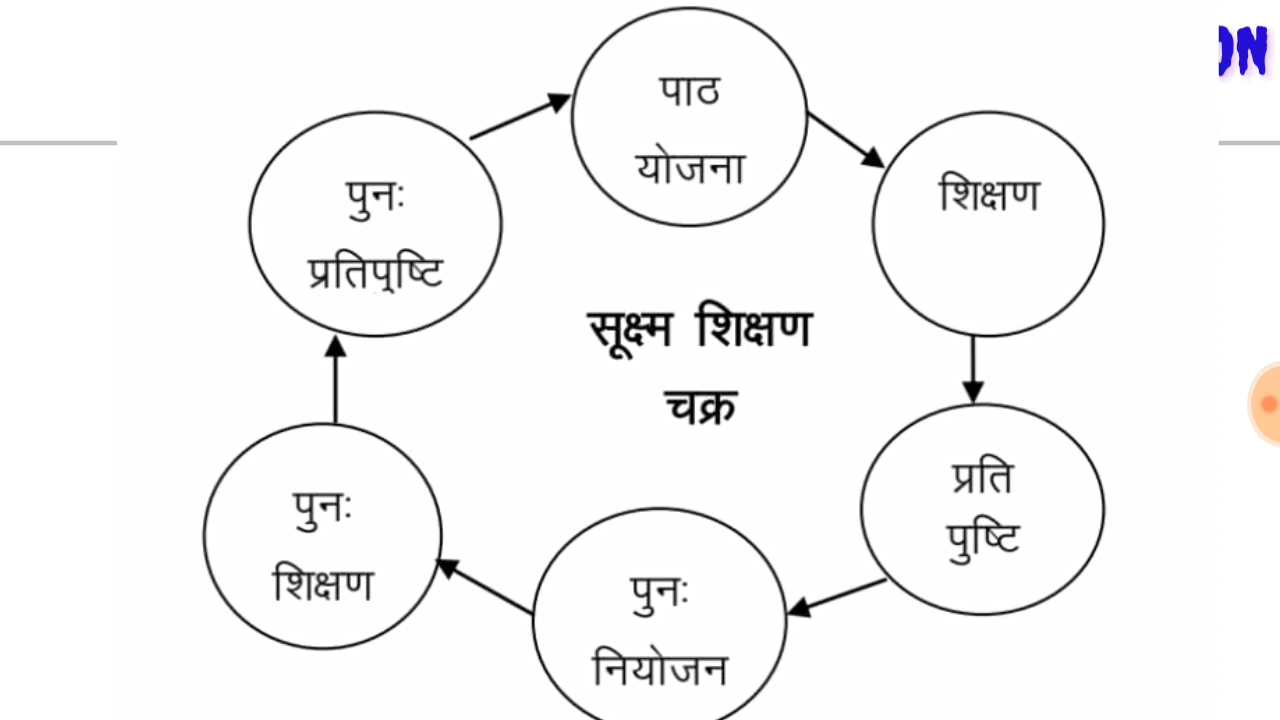 पाठ
योजना
शिक्षण
प्रति
पुष्टि
पुनः
नियोजन
पुनः
शिक्षण
पुनः
प्रतिपुष्टि
सूक्ष्म शिक्षण
चक्र